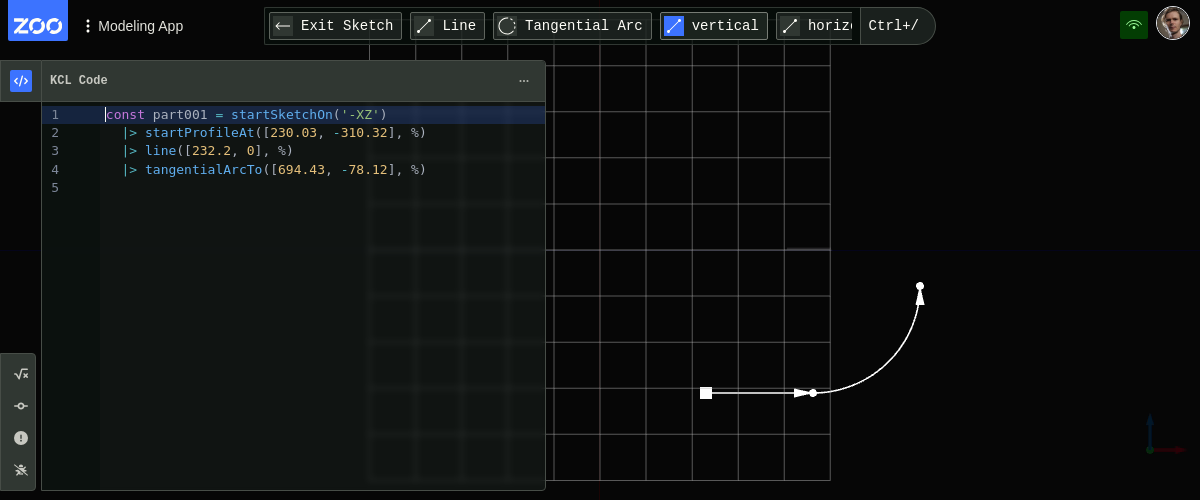 ZOO
Modeling App
Exit Sketch
Line
Tangential Arc
vertical
horiz
Ctrl+/
KCL Code
1 const part001 = startSketchOn('-XZ')
2   |> startProfileAt([230.03, -310.32], %)
3   |> line([232.2, 0], %)
4   |> tangentialArcTo([694.43, -78.12], %)
5